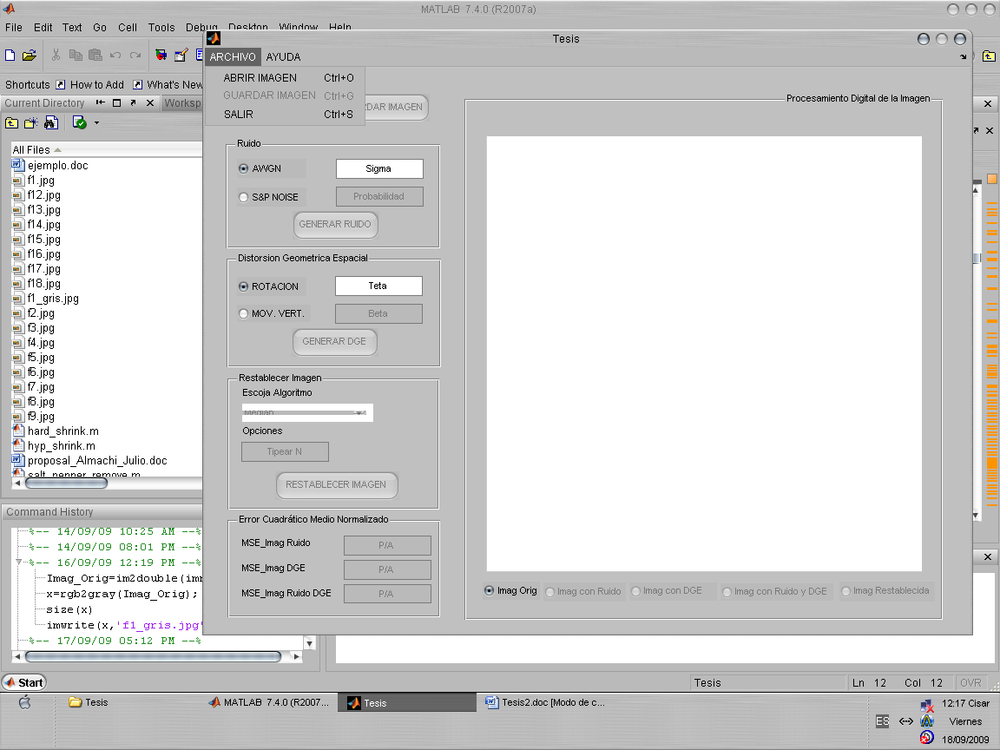 MATLAB 7.4.0 (R2007a)
File Edit Text Go Cell Tools Debug Desktop Window Help
Tesis
ARCHIVO AYUDA
ABRIR IMAGEN Ctrl+O
GUARDAR IMAGEN Ctrl+G
SALIR Ctrl+S
DAR IMAGEN
Shortcuts How to Add What's New
Current Directory Worksp
All Files
ejemplo.doc
f1.jpg
f12.jpg
f13.jpg
f14.jpg
f15.jpg
f16.jpg
f17.jpg
f18.jpg
f1_gris.jpg
f2.jpg
f3.jpg
f4.jpg
f5.jpg
f6.jpg
f7.jpg
f8.jpg
f9.jpg
hard_shrink.m
hyp_shrink.m
proposal_Almachi_Julio.doc
salt_pepper_remove.m
Command History
%-- 14/09/09 10:25 AM --%
%-- 14/09/09 08:01 PM --%
%-- 16/09/09 12:19 PM --%
Imag_Orig=im2double(imr
x=rgb2gray(Imag_Orig);
size(x)
imwrite(x,'f1_gris.jpg'
%-- 17/09/09 05:12 PM --%
Ruido
AWGN Sigma
S&P NOISE Probabilidad
GENERAR RUIDO
Distorsion Geometrica Espacial
ROTACION Teta
MOV. VERT. Beta
GENERAR DGE
Restablecer Imagen
Escoja Algoritmo
Median
Opciones
Tipear N
RESTABLECER IMAGEN
Error Cuadrático Medio Normalizado
MSE_Imag Ruido P/A
MSE_Imag DGE P/A
MSE_Imag Ruido DGE P/A
Procesamiento Digital de la Imagen
Imag Orig Imag con Ruido Imag con DGE Imag con Ruido y DGE Imag Restablecida
Start Tesis Ln 12 Col 12 OVR
Tesis MATLAB 7.4.0 (R2007... Tesis Tesis2.doc [Modo de c...
ES
12:17 Cisar
Viernes
18/09/2009